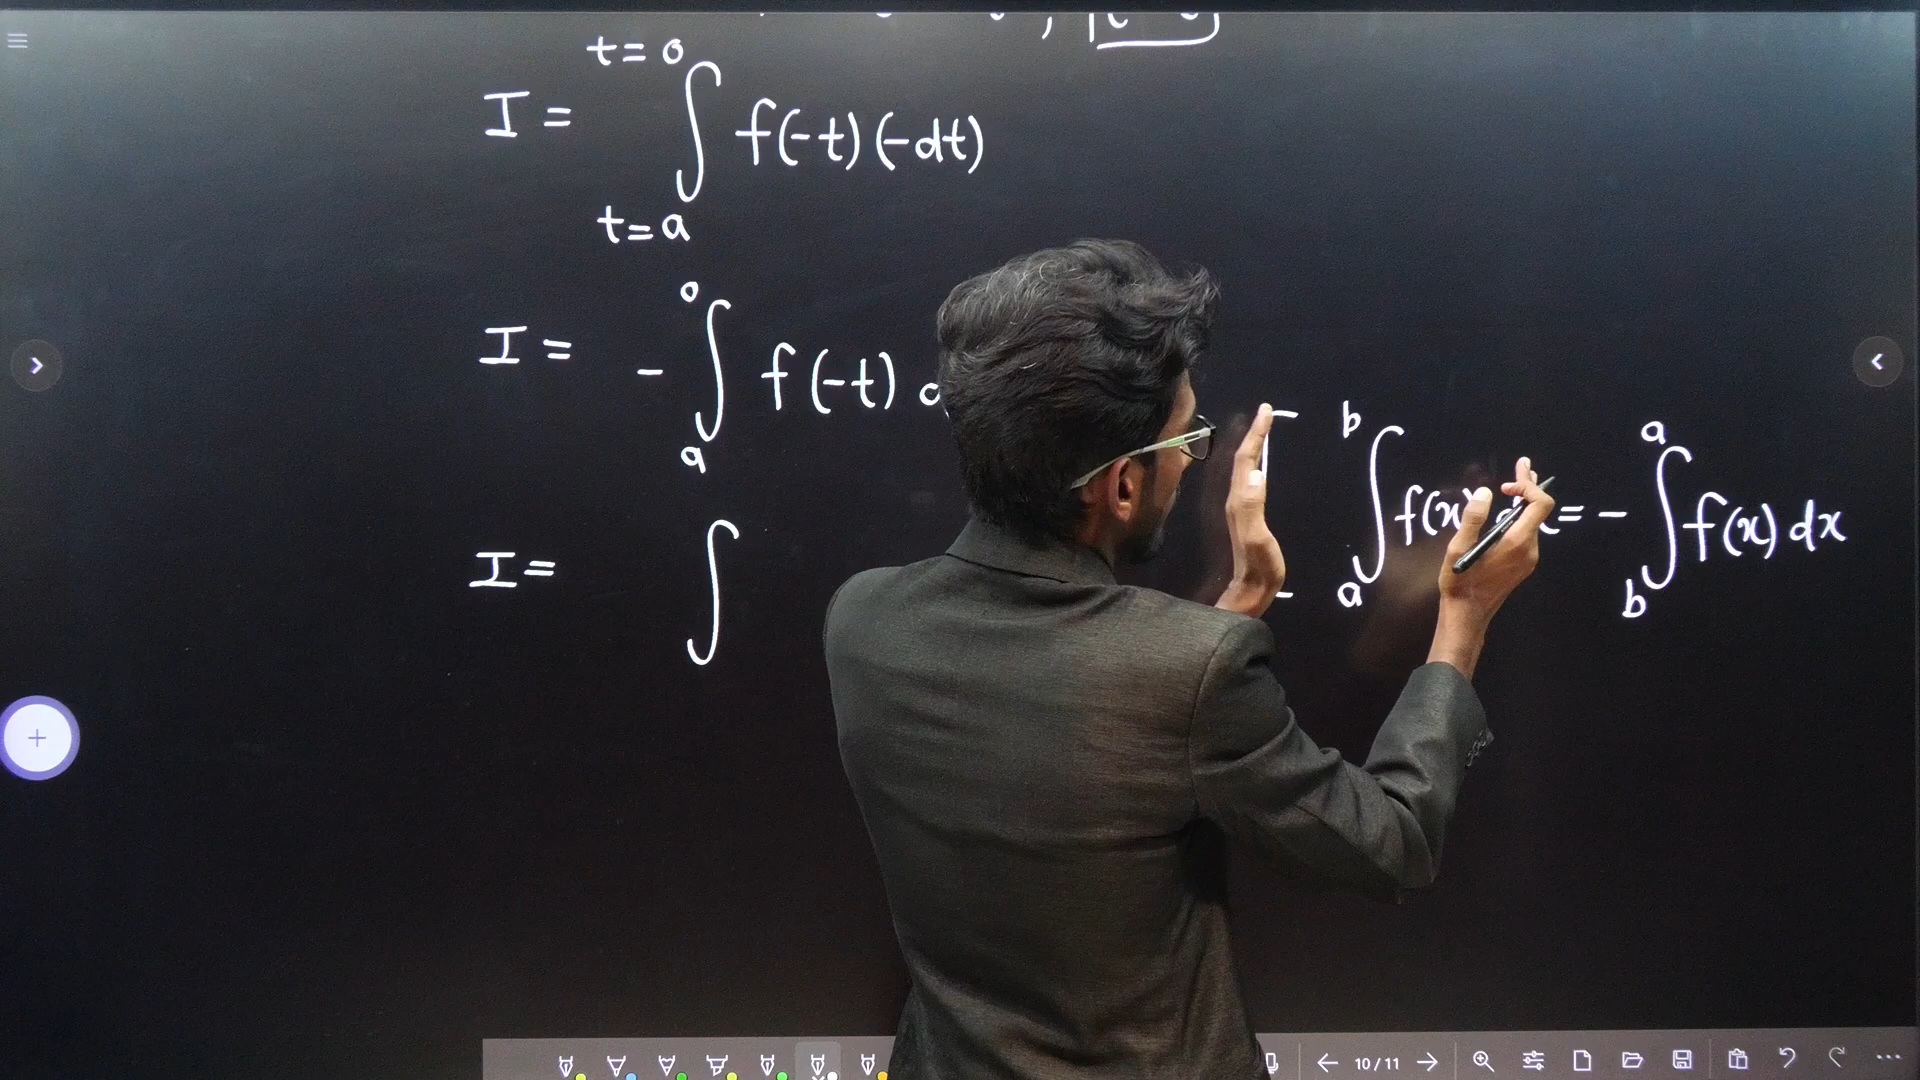 t=0
I = ∫ f(-t) (-dt)
t=a
0
I = - ∫ f(-t)
a
b a
∫ f(x) = - ∫ f(x) dx
a b
I = ∫
10/11